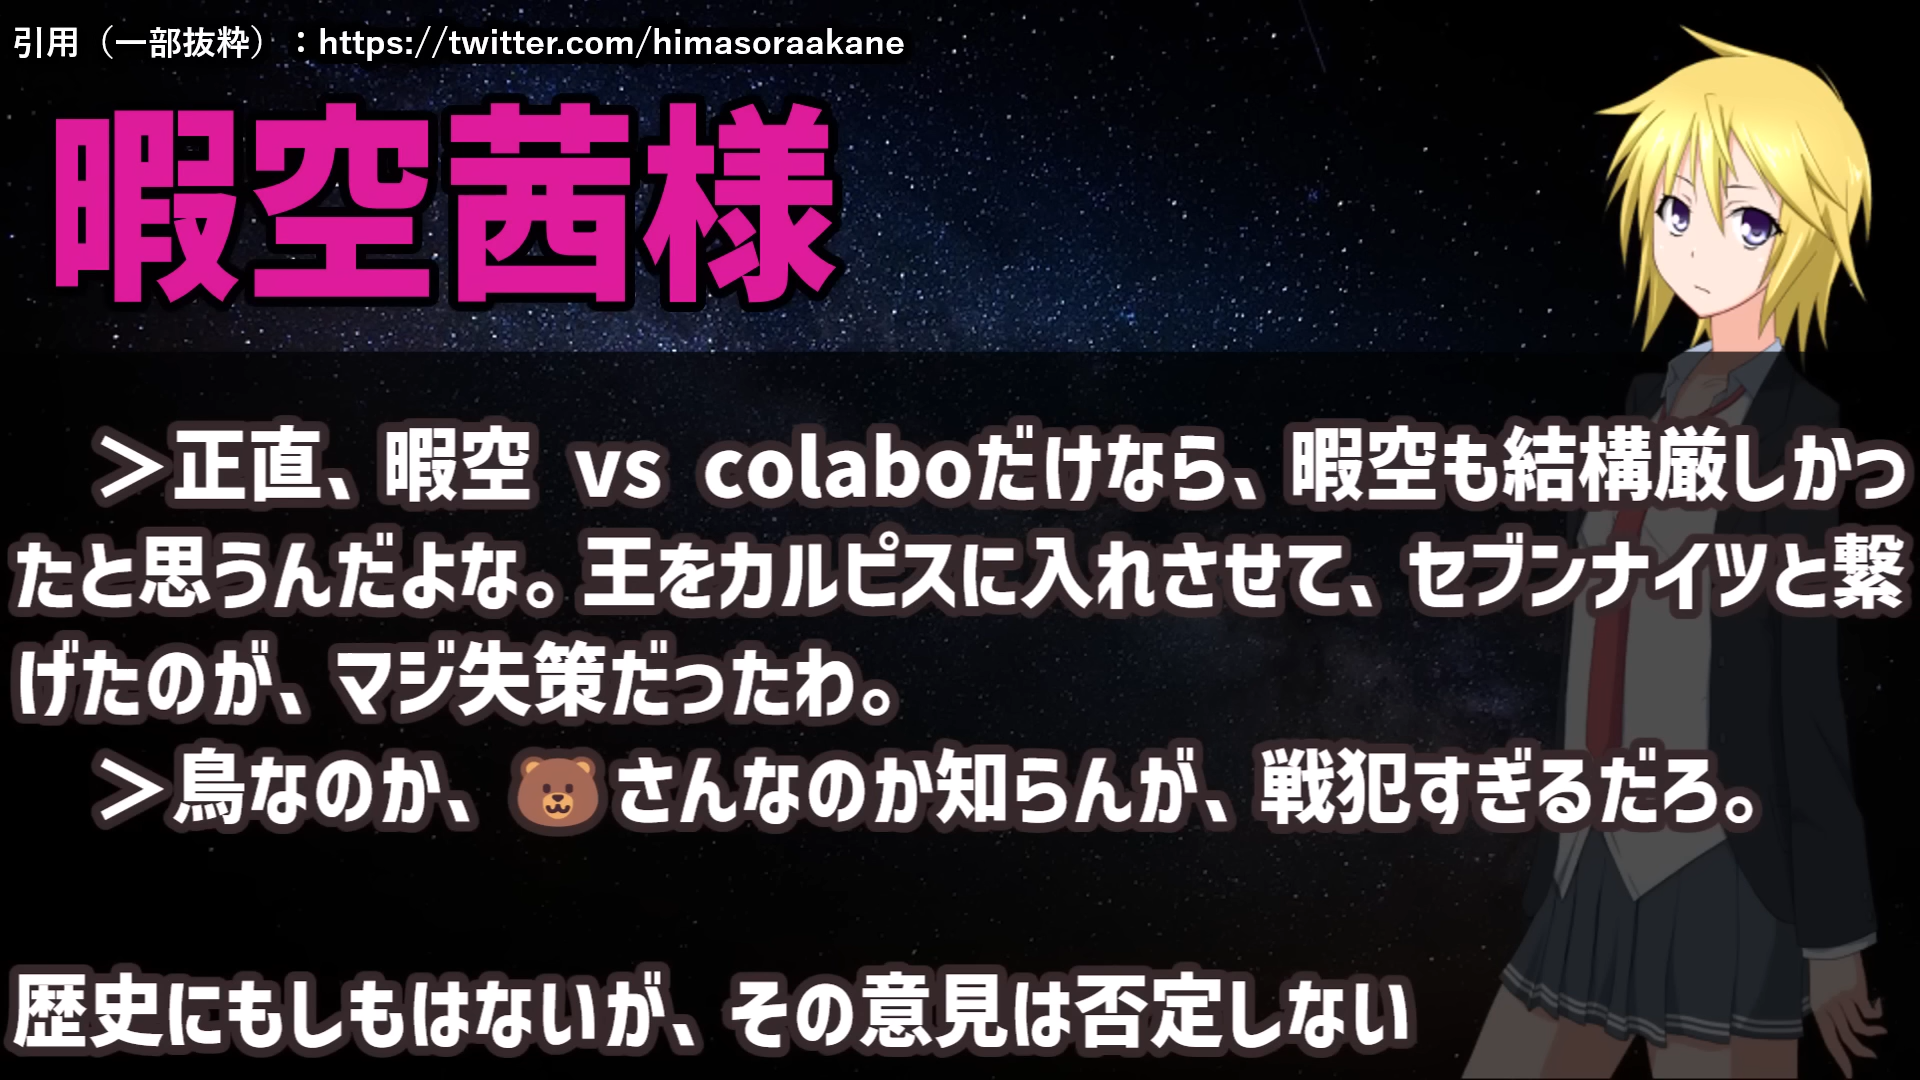 引用（一部抜粋）：https://twitter.com/himasoraakane
暇空茜様
＞正直、暇空 vs colaboだけなら、暇空も結構厳しかっ
たと思うんだよな。王をカルピスに入れさせて、セブンナイツと繋
げたのが、マジ失策だったわ。
＞鳥なのか、🐻さんなのか知らんが、戦犯すぎるだろ。
歴史にもしもはないが、その意見は否定しない